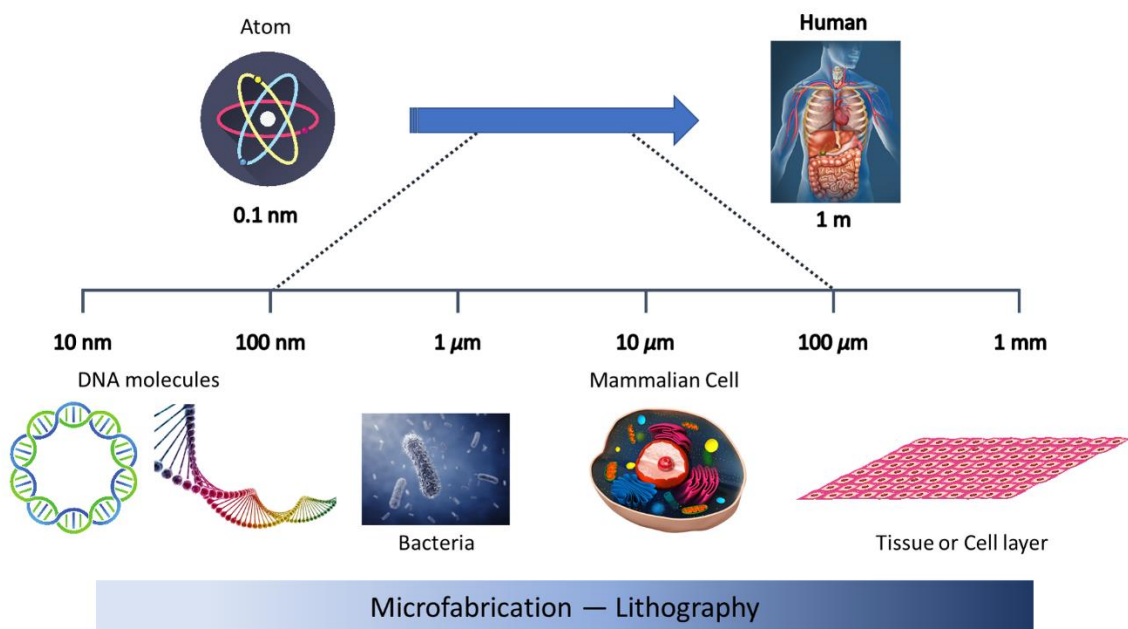 Atom
Human
0.1 nm
1 m
10 nm
100 nm
1 μm
10 μm
100 μm
1 mm
DNA molecules
Mammalian Cell
Bacteria
Tissue or Cell layer
Microfabrication — Lithography